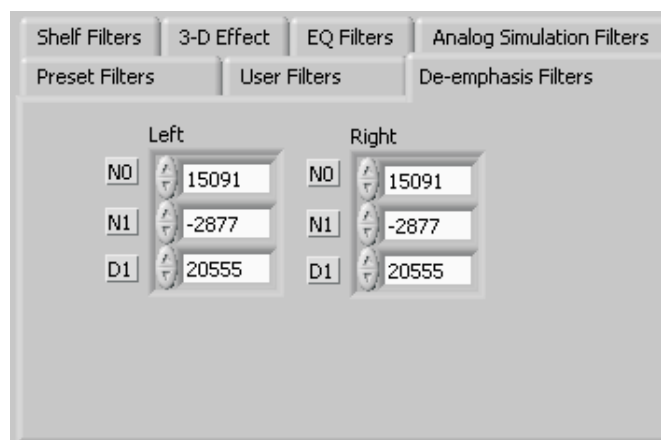 Shelf Filters 3-D Effect EQ Filters Analog Simulation Filters
Preset Filters User Filters De-emphasis Filters
Left Right
N0 15091 N0 15091
N1 -2877 N1 -2877
D1 20555 D1 20555